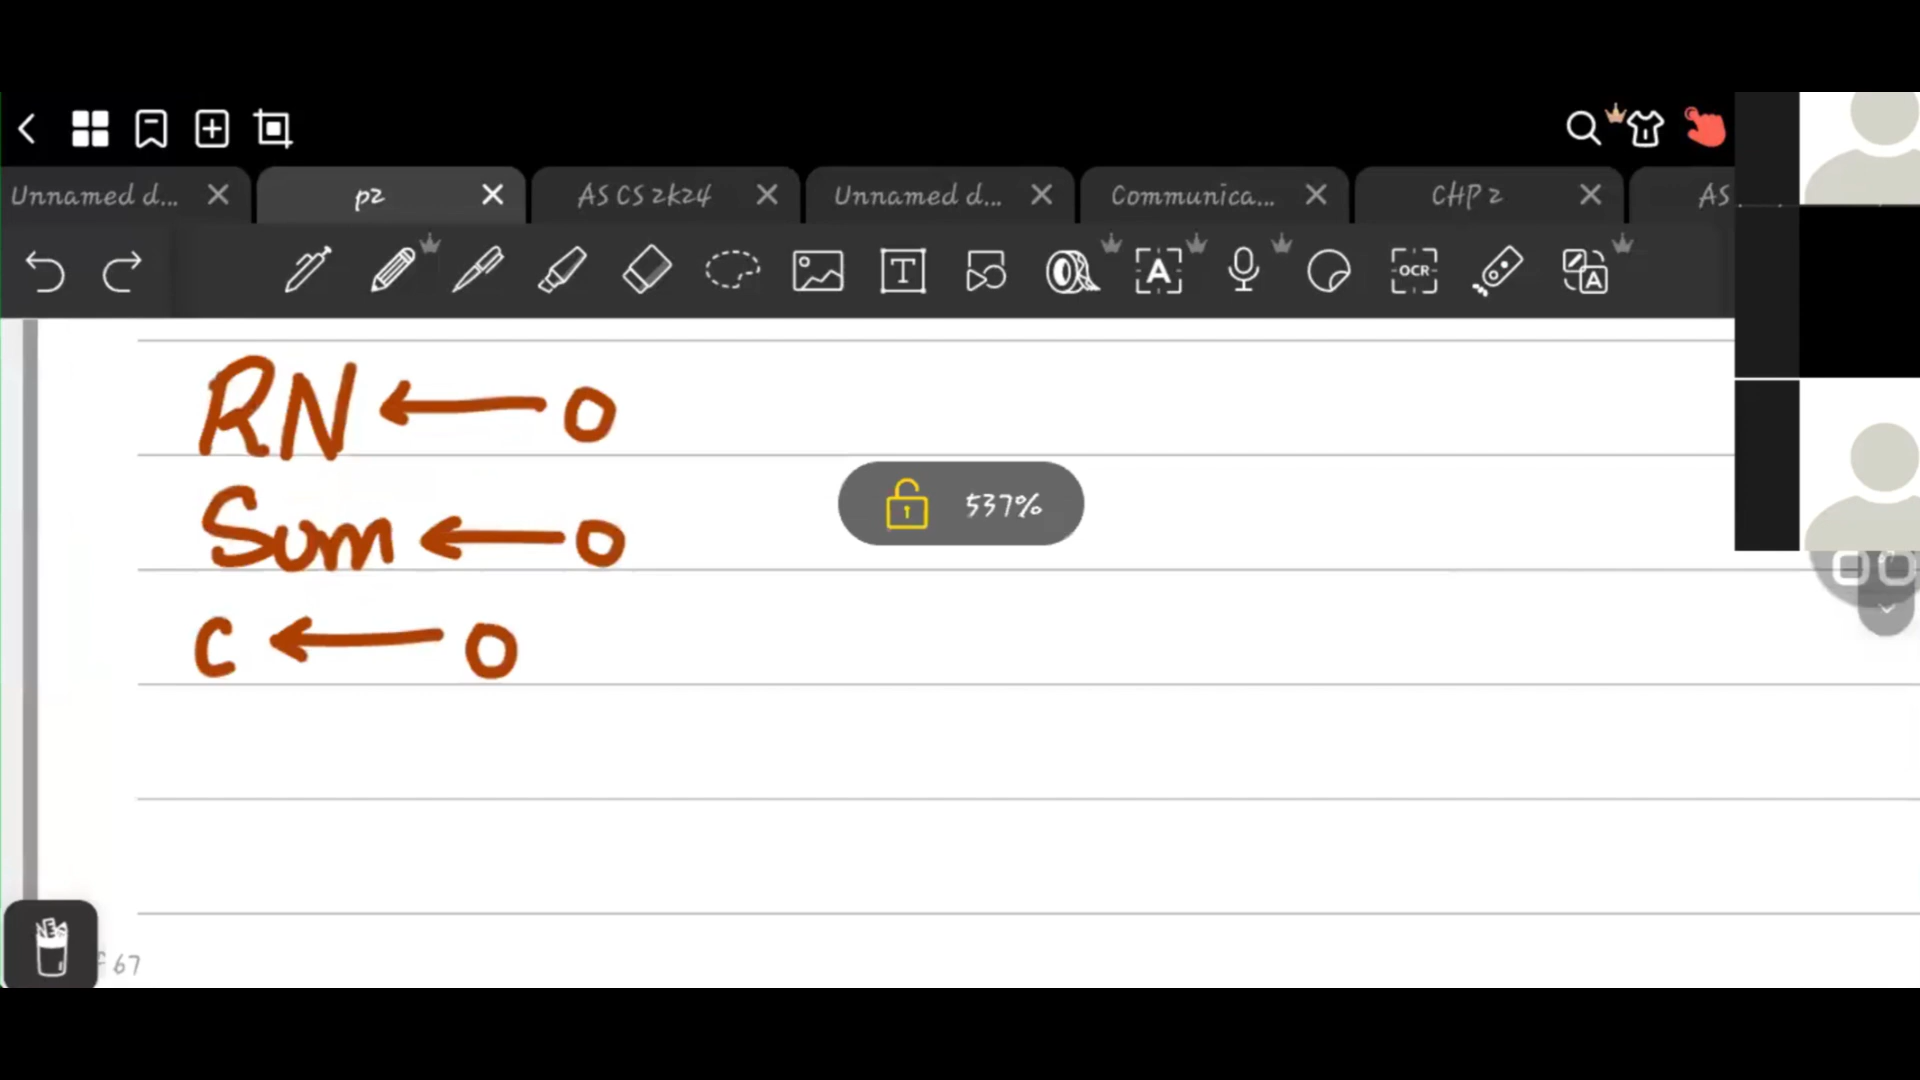 Unnamed d...
p2
AS CS 2k24
Unnamed d...
Communica...
CHP 2
AS
T
A
OCR
A
RN ← 0
537%
Sum ← 0
C ← 0
67